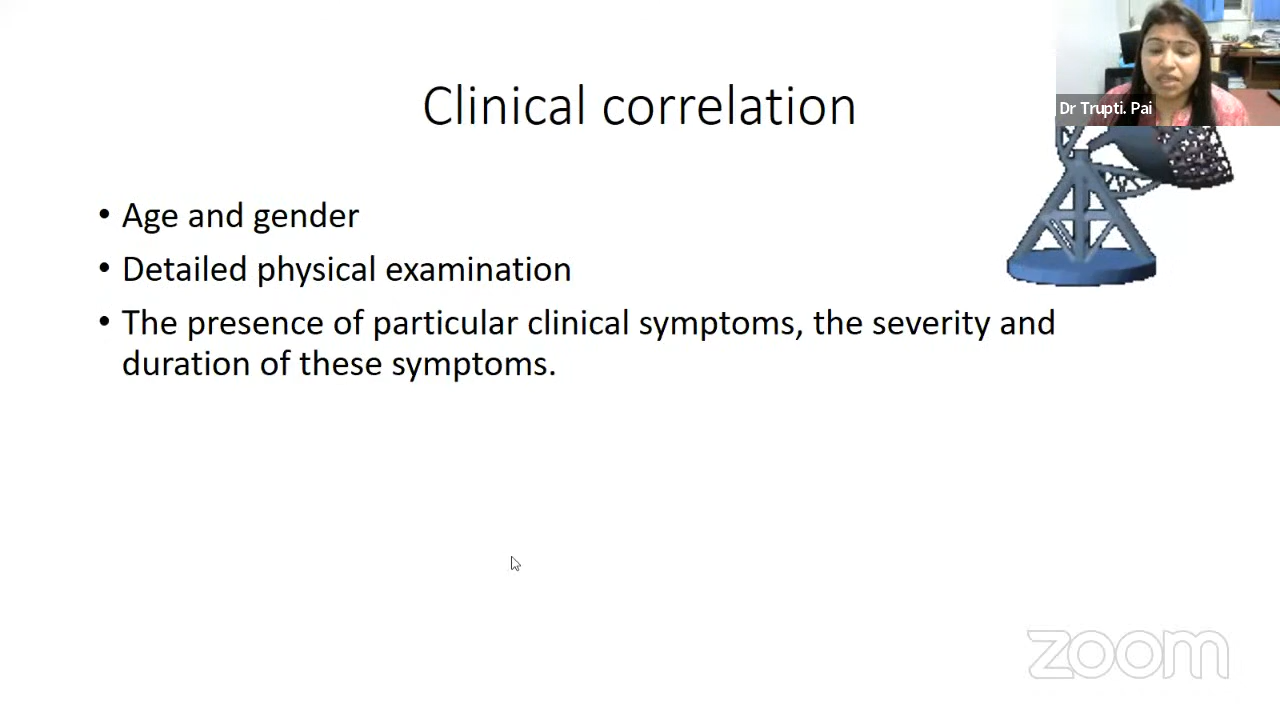 Clinical correlation
Dr Trupti. Pai
• Age and gender
• Detailed physical examination
• The presence of particular clinical symptoms, the severity and
duration of these symptoms.
zoom